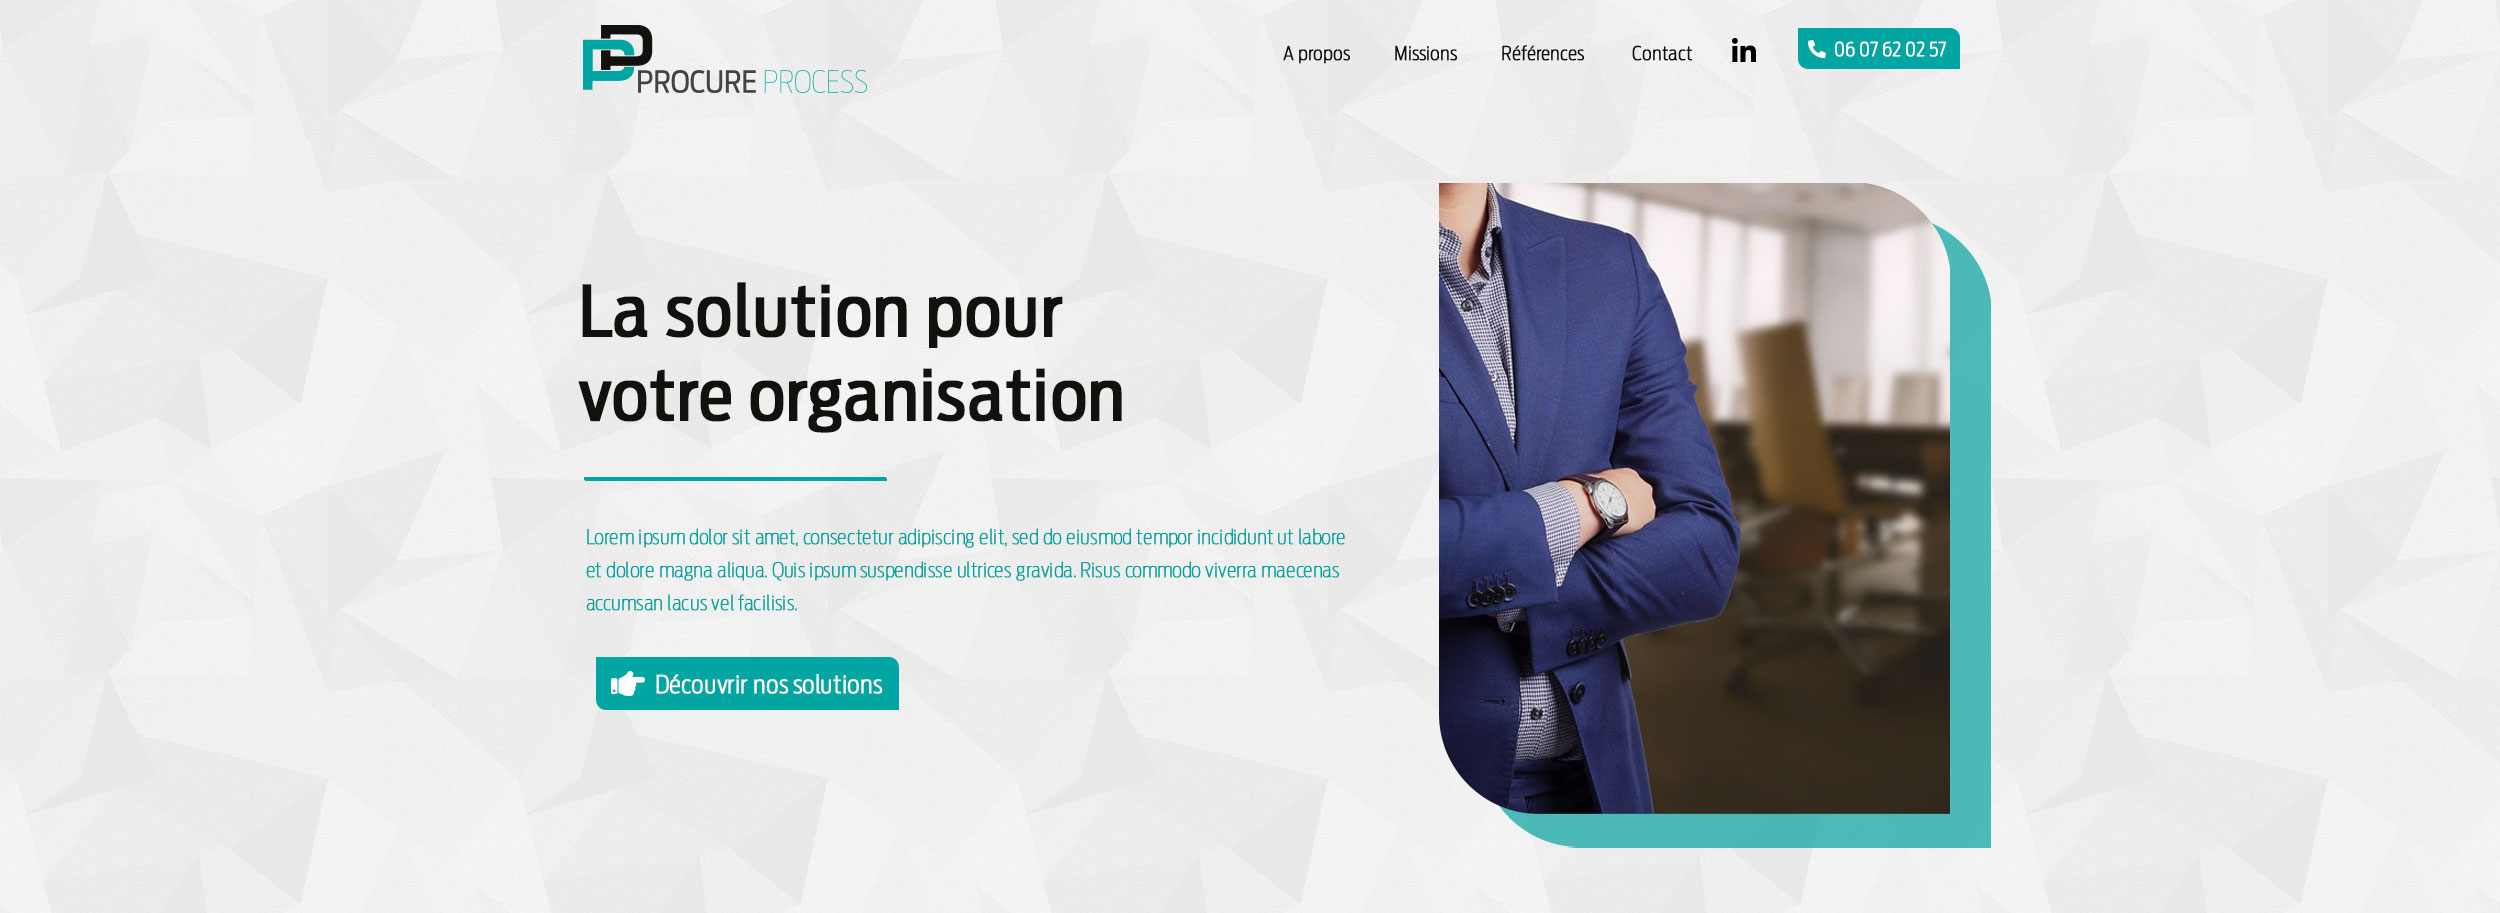 PROCURE PROCESS
A propos
Missions
Références
Contact
in
06 07 62 02 57
La solution pour
votre organisation
Lorem ipsum dolor sit amet, consectetur adipiscing elit, sed do eiusmod tempor incididunt ut labore
et dolore magna aliqua. Quis ipsum suspendisse ultrices gravida. Risus commodo viverra maecenas
accumsan lacus vel facilisis.
Découvrir nos solutions